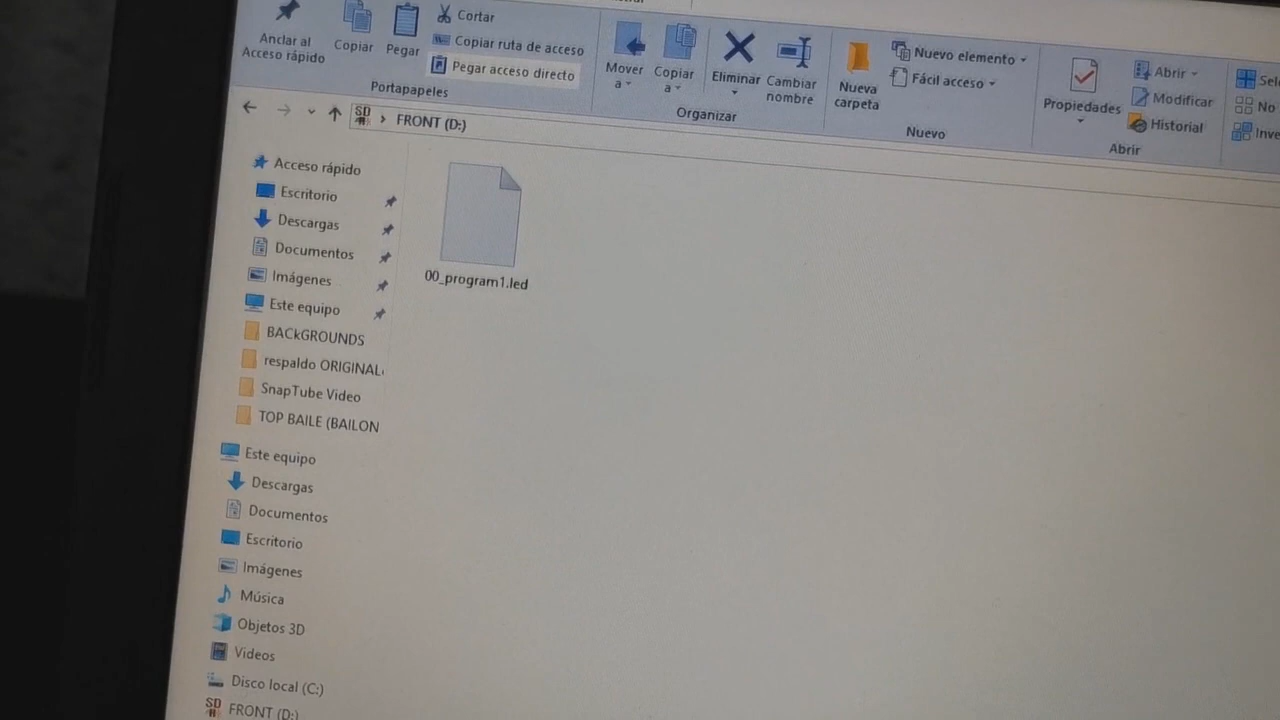 Anclar al
Acceso rápido
Copiar
Pegar
Cortar
Copiar ruta de acceso
Pegar acceso directo
Portapapeles
Mover
a
Copiar
a
Eliminar
Cambiar
nombre
Organizar
Nueva
carpeta
Nuevo elemento
Fácil acceso
Nuevo
Propiedades
Abrir
Modificar
Historial
Abrir
No
FRONT (D:)
00_program1.led
Acceso rápido
Escritorio
Descargas
Documentos
Imágenes
Este equipo
BACkGROUNDS
respaldo ORIGINAL
SnapTube Video
TOP BAILE (BAILON
Este equipo
Descargas
Documentos
Escritorio
Imágenes
Música
Objetos 3D
Videos
Disco local (C:)
SD
FRONT (D:)